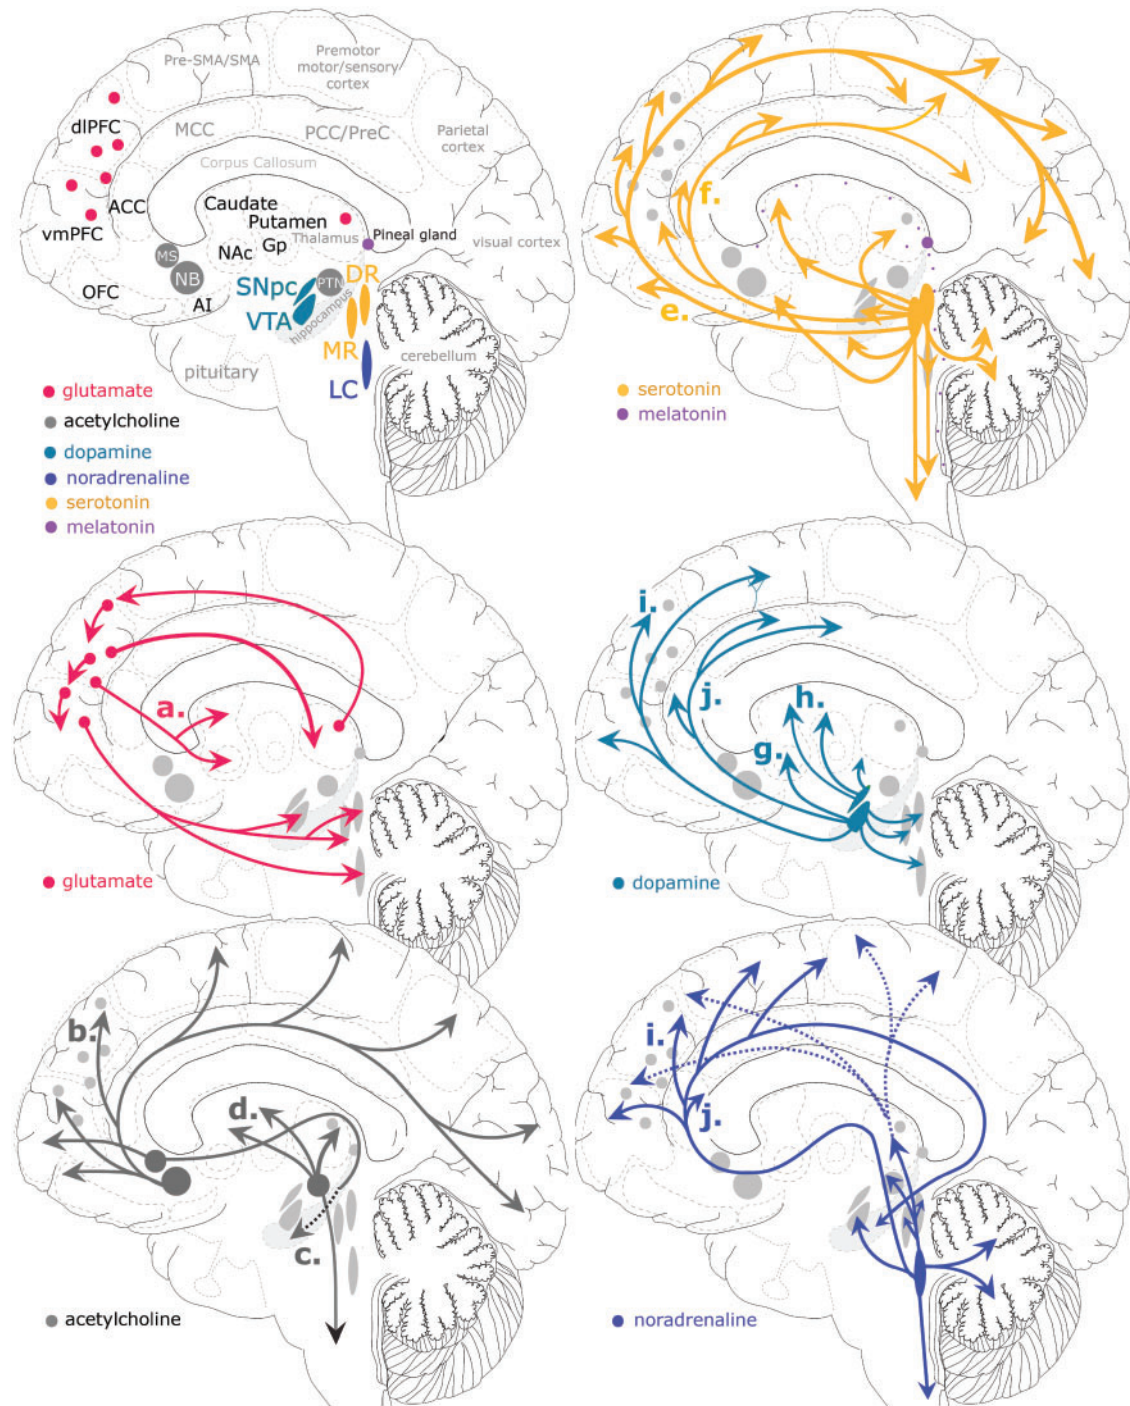 Pre-SMA/SMA
Premotor
motor/sensory
cortex
dlPFC
MCC
PCC/PreC
Parietal
cortex
Corpus Callosum
ACC
Caudate
Putamen
vmPFC
Thalamus
Pineal gland
visual cortex
MS
NAc
Gp
NB
OFC
AI
SNpc
PTN
DR
VTA
hippocampus
MR
cerebellum
pituitary
LC
glutamate
acetylcholine
dopamine
noradrenaline
serotonin
melatonin
f.
e.
serotonin
melatonin
a.
glutamate
i.
j.
h.
g.
dopamine
b.
d.
c.
acetylcholine
i.
j.
noradrenaline